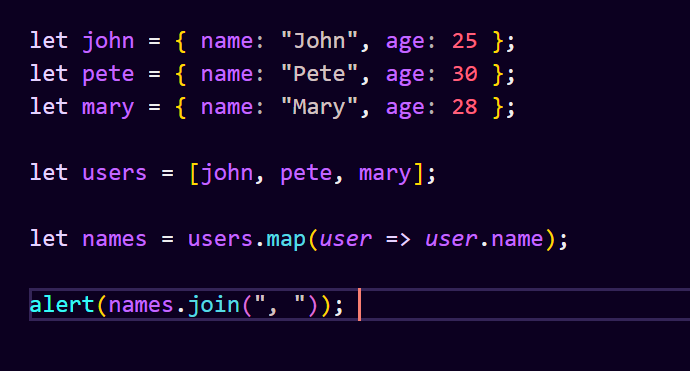 let john = { name: "John", age: 25 };
let pete = { name: "Pete", age: 30 };
let mary = { name: "Mary", age: 28 };
let users = [john, pete, mary];
let names = users.map(user => user.name);
alert(names.join(", "));